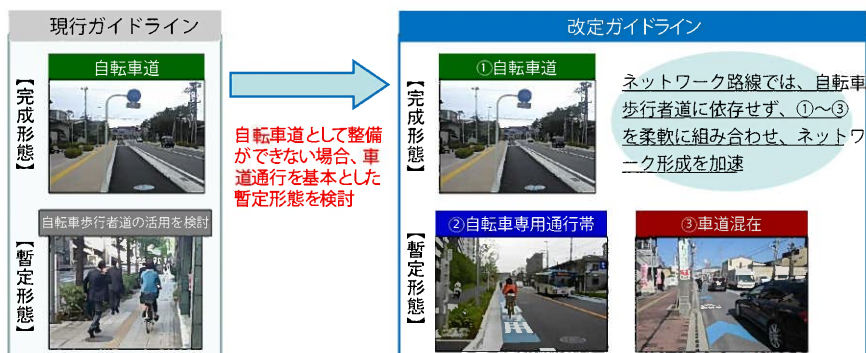 現行ガイドライン
【完成形態】
自転車道
自転車歩行者道の活用を検討
【暫定形態】
自転車道として整備
ができない場合、車
道通行を基本とした
暫定形態を検討
改定ガイドライン
【完成形態】
①自転車道
ネットワーク路線では、自転車
歩行者道に依存せず、①～③
を柔軟に組み合わせ、ネットワ
ーク形成を加速
【暫定形態】
②自転車専用通行帯
③車道混在